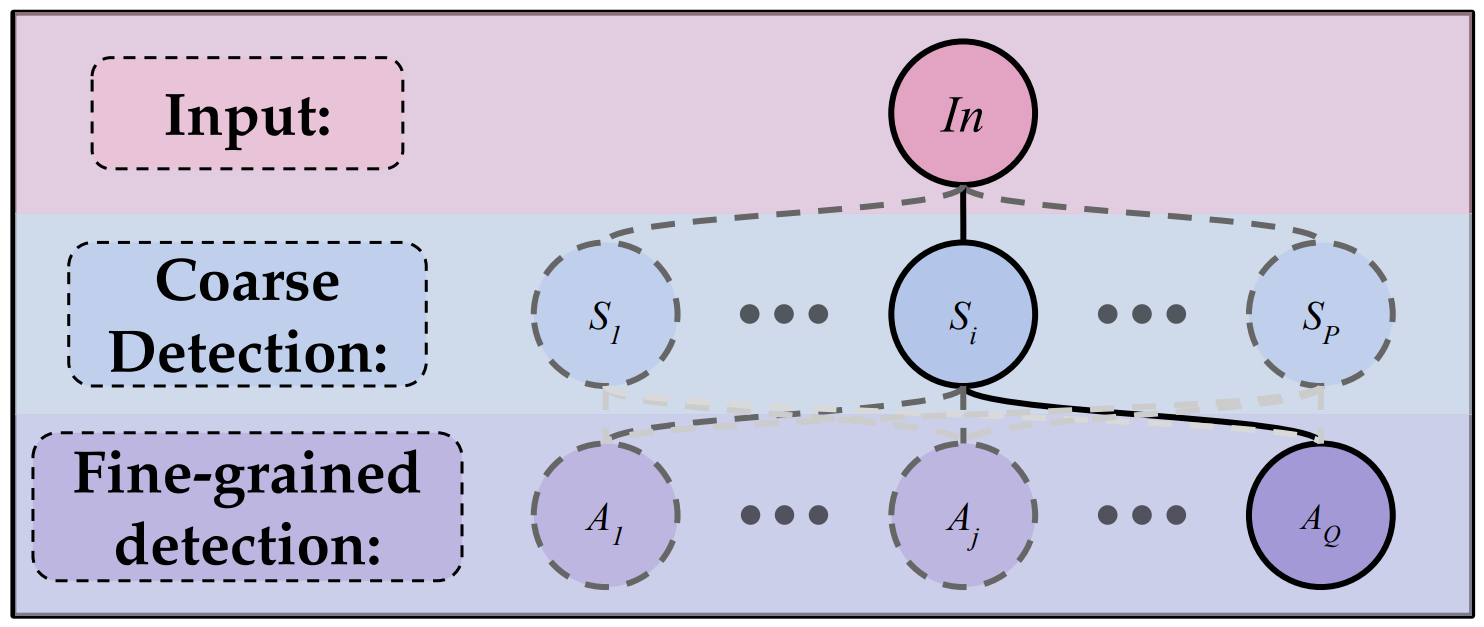 Input:
In
Coarse
Detection:
S1 Si SP
Fine-grained
detection:
A1 Aj AQ